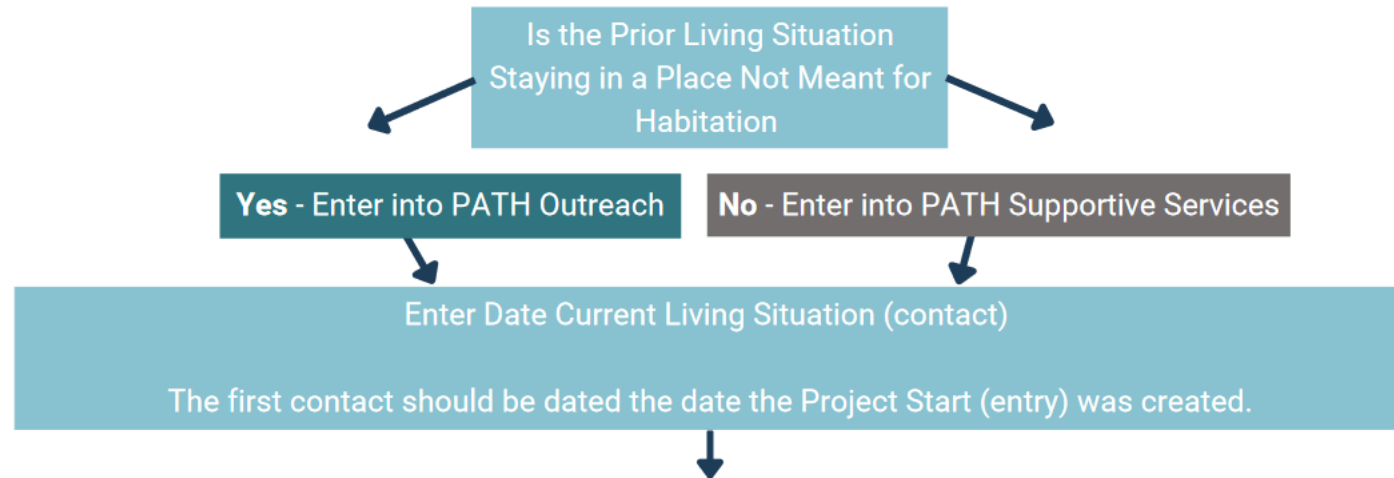 Is the Prior Living Situation
Staying in a Place Not Meant for
Habitation
Yes - Enter into PATH Outreach
No - Enter into PATH Supportive Services
Enter Date Current Living Situation (contact)
The first contact should be dated the date the Project Start (entry) was created.